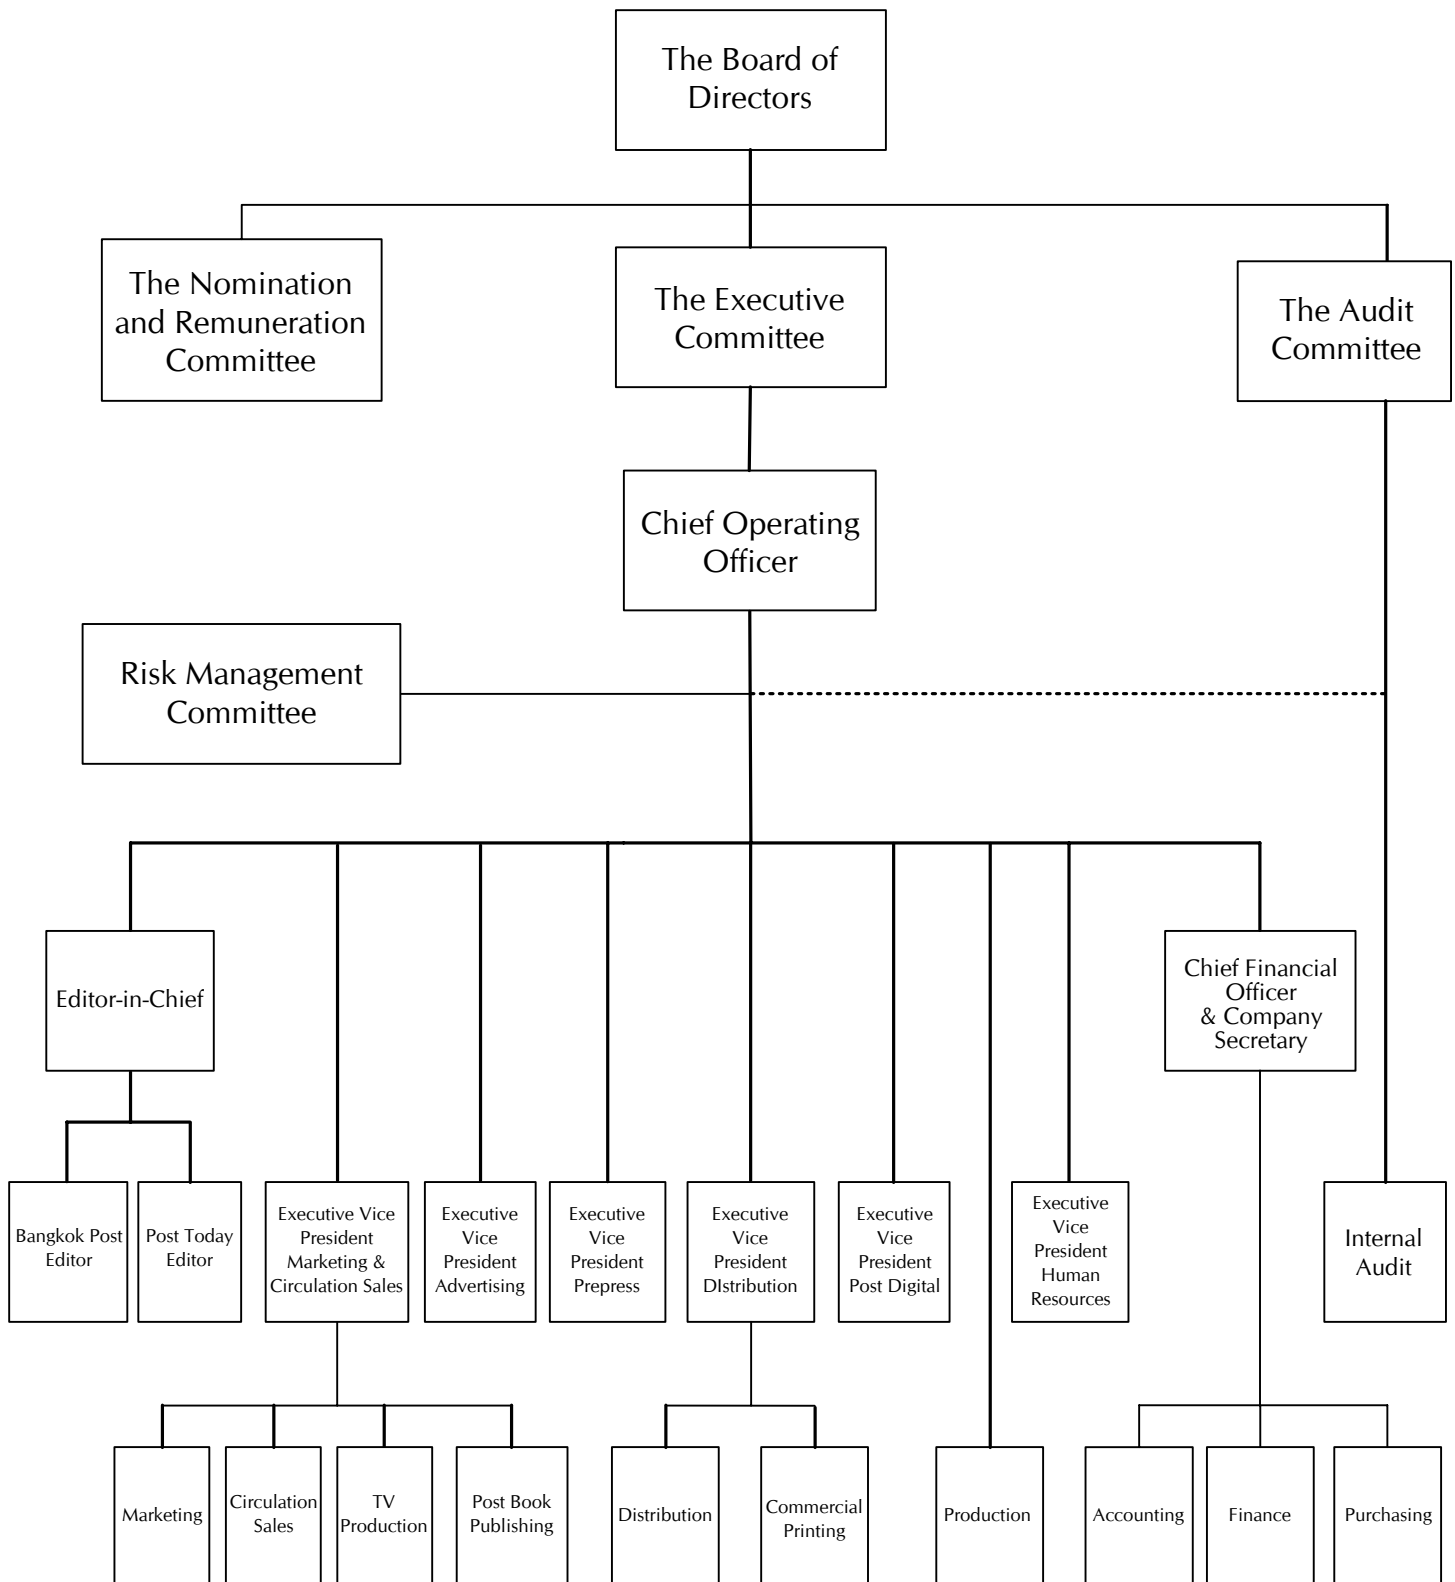 The Board of
Directors
The Nomination
and Remuneration
Committee
The Executive
Committee
The Audit
Committee
Chief Operating
Officer
Risk Management
Committee
Editor-in-Chief
Chief Financial
Officer
& Company
Secretary
Bangkok Post
Editor
Post Today
Editor
Executive Vice
President
Marketing &
Circulation Sales
Executive
Vice
President
Advertising
Executive
Vice
President
Prepress
Executive
Vice
President
DIstribution
Executive
Vice
President
Post Digital
Executive
Vice
President
Human
Resources
Internal
Audit
Marketing
Circulation
Sales
TV
Production
Post Book
Publishing
Distribution
Commercial
Printing
Production
Accounting
Finance
Purchasing